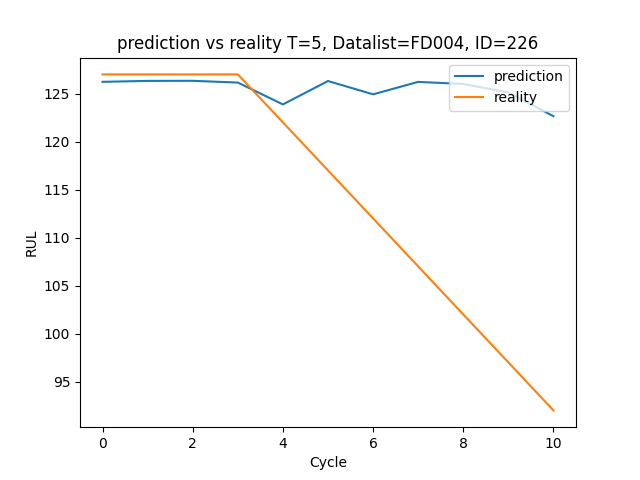 prediction vs reality T=5, Datalist=FD004, ID=226
prediction
reality
125
120
115
110
105
100
95
RUL
0 2 4 6 8 10
Cycle